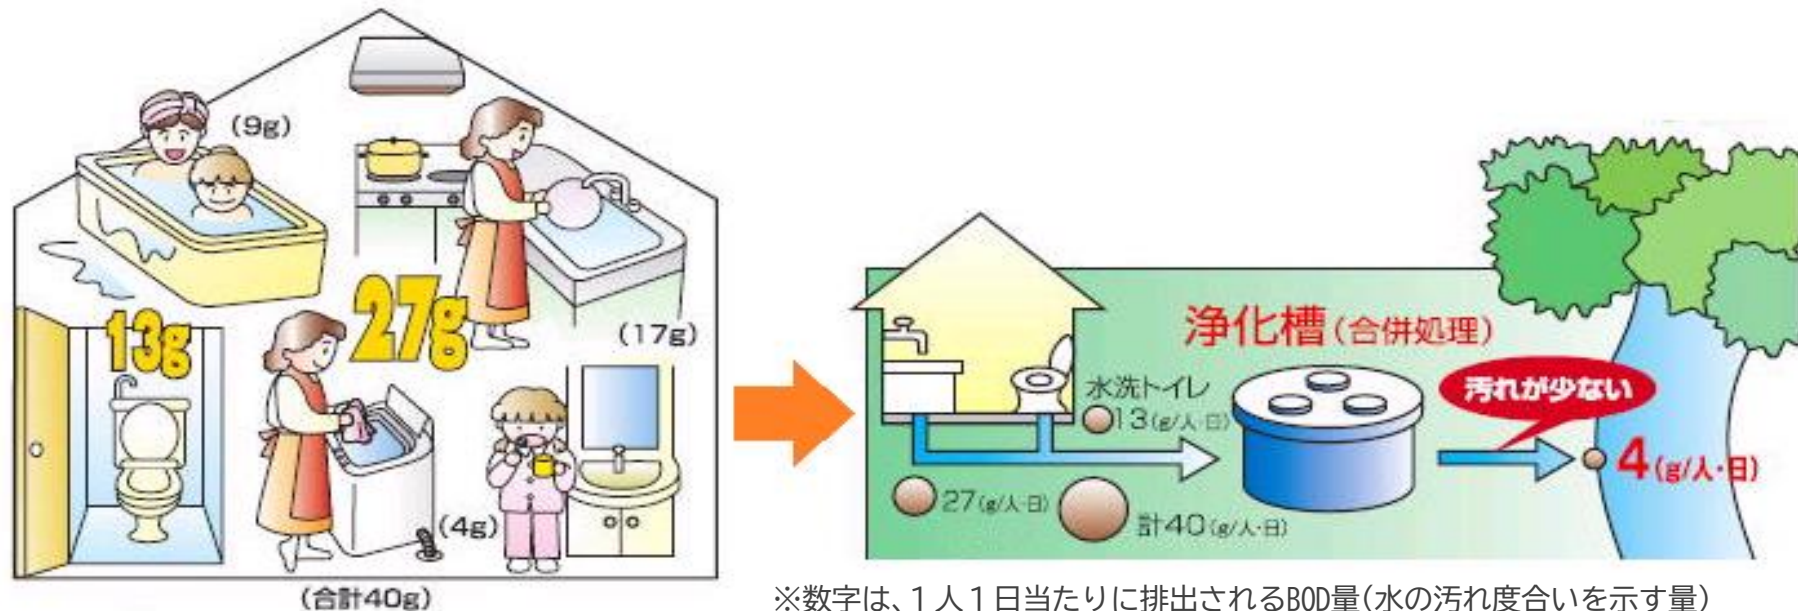 (9g)
27g
13g
(17g)
(4g)
(合計40g)
浄化槽(合併処理)
水洗トイレ
13(g/人·日)
汚れが少ない
4(g/人·日)
27(g/人·日)
計40(g/人·日)
※数字は、1人1日当たりに排出されるBOD量(水の汚れ度合いを示す量)